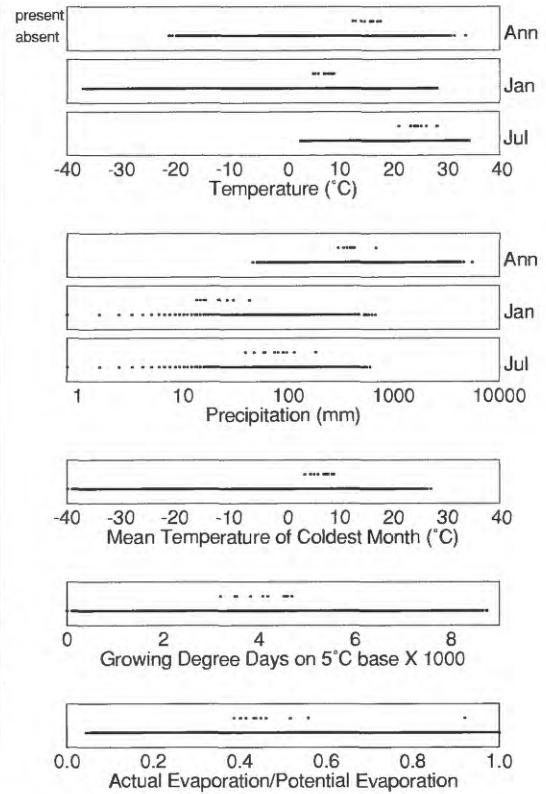 present
absent
Ann
Jan
Jul
-40 -30 -20 -10 0 10 20 30 40
Temperature (°C)
Ann
Jan
Jul
1 10 100 1000 10000
Precipitation (mm)
-40 -30 -20 -10 0 10 20 30 40
Mean Temperature of Coldest Month (°C)
0 2 4 6 8
Growing Degree Days on 5°C base X 1000
0.0 0.2 0.4 0.6 0.8 1.0
Actual Evaporation/Potential Evaporation